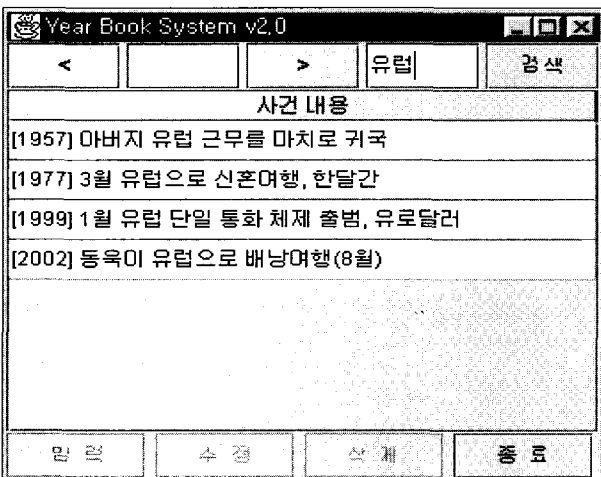 Year Book System v2.0
< > 유럽 검 색
사건 내용
[1957] 아버지 유럽 근무를 마치로 귀국
[1977] 3월 유럽으로 신혼여행, 한달간
[1999] 1월 유럽 단일 통화 체제 출범, 유로달러
[2002] 동욱이 유럽으로 배낭여행(8월)
입 력 수 정 삭 제 종 료